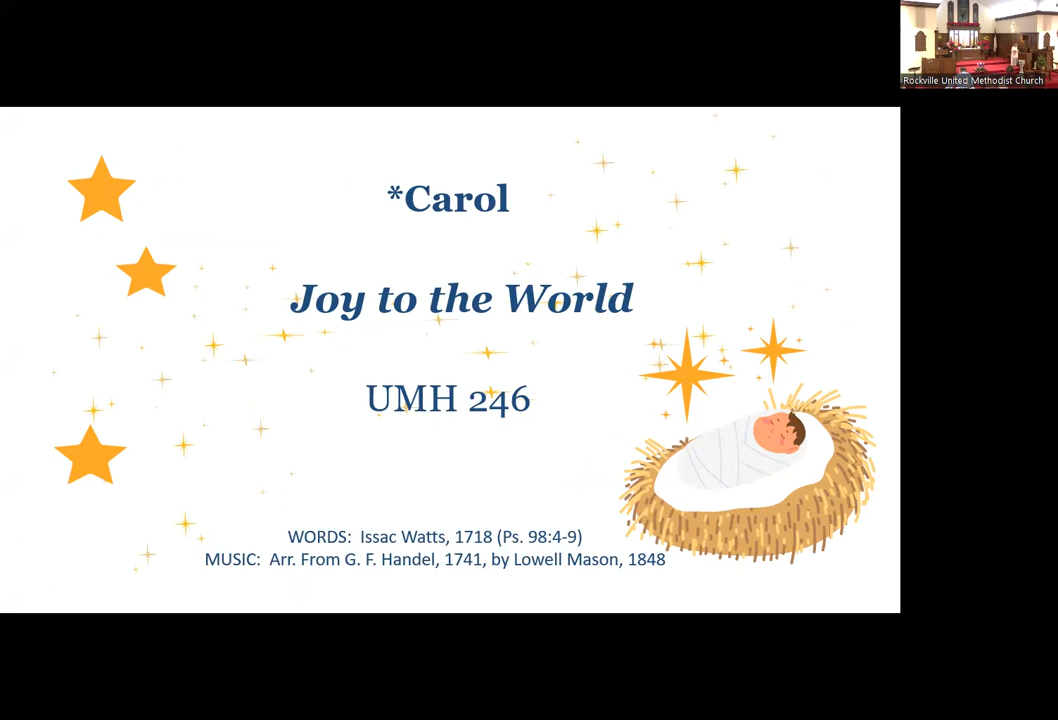 Rockville United Methodist Church
*Carol
Joy to the World
UMH 246
WORDS: Issac Watts, 1718 (Ps. 98:4-9)
MUSIC: Arr. From G. F. Handel, 1741, by Lowell Mason, 1848